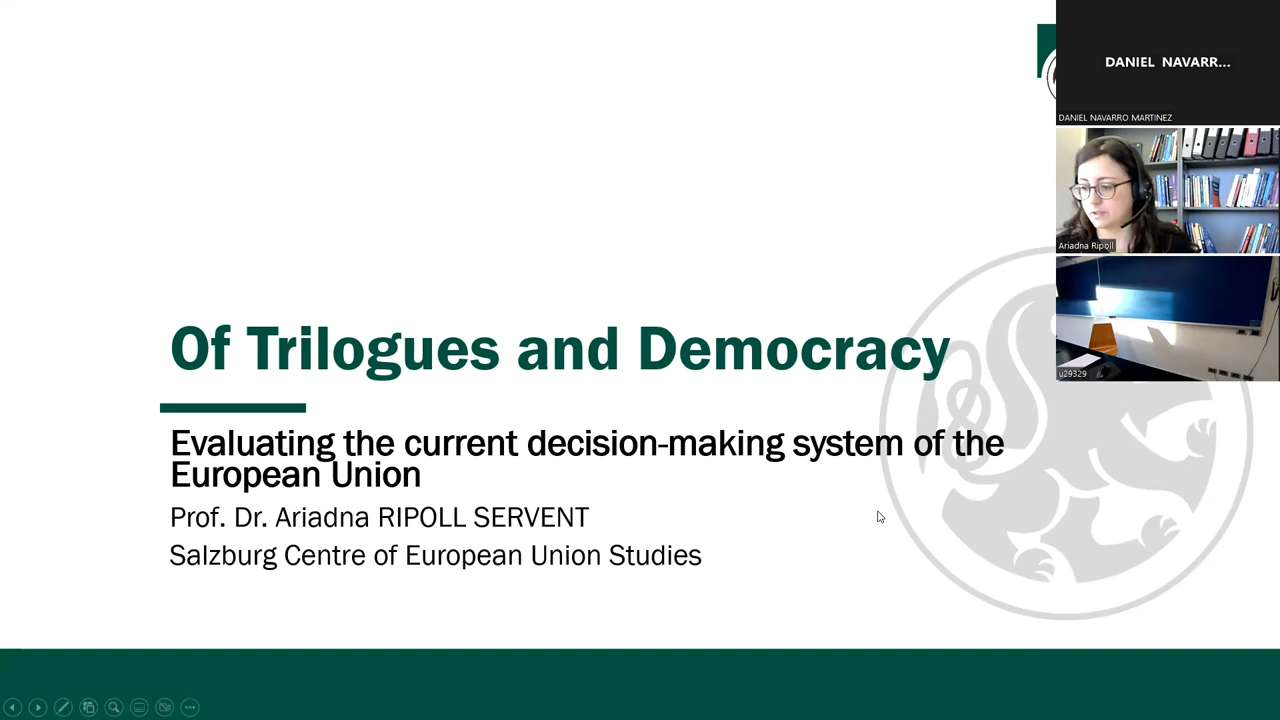 DANIEL NAVARR...
DANIEL NAVARRO MARTINEZ
Ariadna Ripoll
u29329
Of Trilogues and Democracy
Evaluating the current decision-making system of the
European Union
Prof. Dr. Ariadna RIPOLL SERVENT
Salzburg Centre of European Union Studies